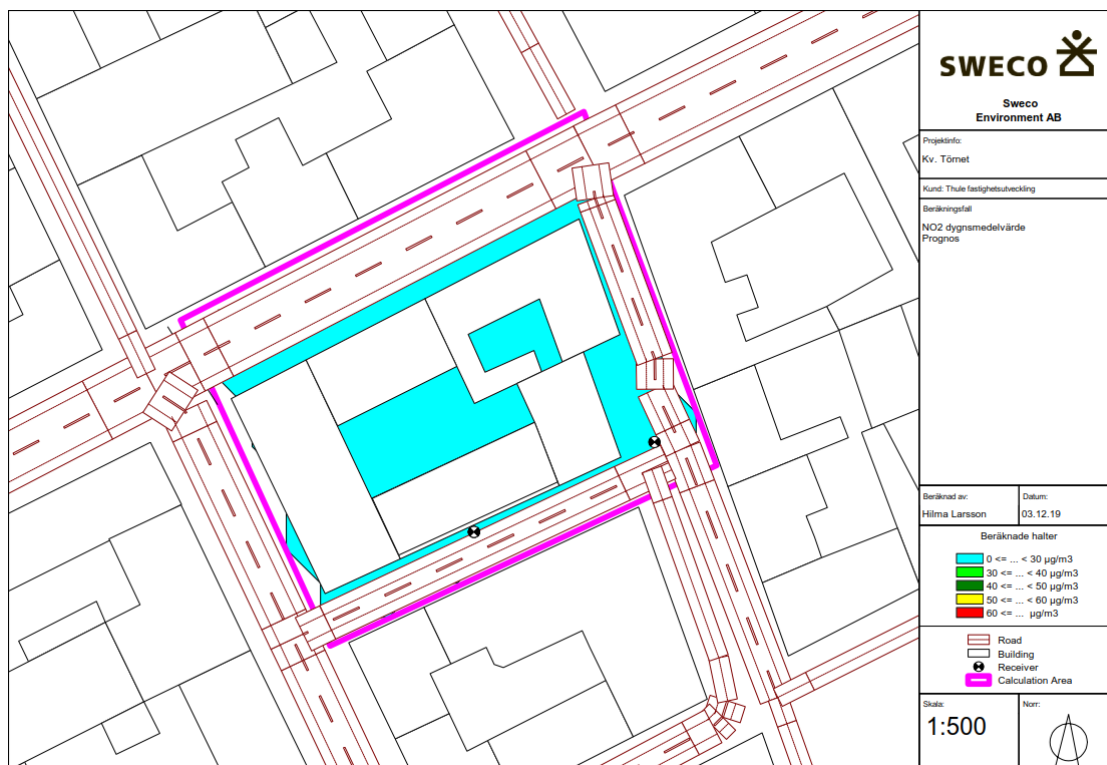 SWECO
Sweco
Environment AB
Projektinfo:
Kv. Törnet
Kund: Thule fastighetsutveckling
Beräkningsfall
NO2 dygnsmedelvärde
Prognos
Beräknad av:
Hilma Larsson
Datum:
03.12.19
Beräknade halter
0 <= ... < 30 µg/m3
30 <= ... < 40 µg/m3
40 <= ... < 50 µg/m3
50 <= ... < 60 µg/m3
60 <= ... µg/m3
Road
Building
Receiver
Calculation Area
Skala:
1:500
Norr: